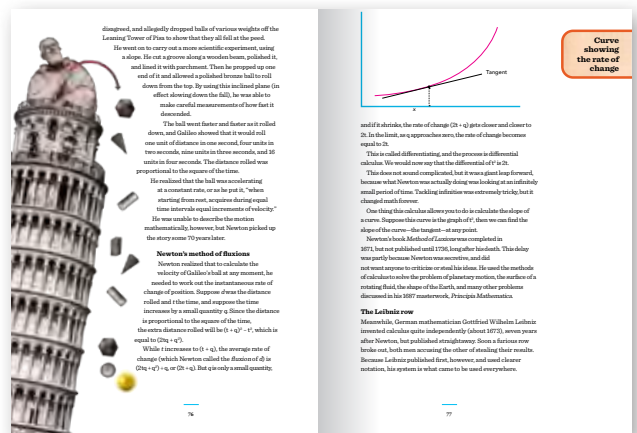 disagreed, and allegedly dropped balls of various weights off the
Leaning Tower of Pisa to show that they all fell at the peed.
He went on to carry out a more scientific experiment, using
a slope. He cut a groove along a wooden beam, polished it,
and lined it with parchment. Then he propped up one
end of it and allowed a polished bronze ball to roll
down from the top. By using this inclined plane (in
effect slowing down the fall), he was able to
make careful measurements of how fast it
descended.
The ball went faster and faster as it rolled
down, and Galileo showed that it would roll
one unit of distance in one second, four units in
two seconds, nine units in three seconds, and 16
units in four seconds. The distance rolled was
proportional to the square of the time.
He realized that the ball was accelerating
at a constant rate, or as he put it, "when
starting from rest, acquires during equal
time intervals equal increments of velocity."
He was unable to describe the motion
mathematically, however, but Newton picked up
the story some 70 years later.
Newton's method of fluxions
Newton realized that to calculate the
velocity of Galileo's ball at any moment, he
needed to work out the instantaneous rate of
change of position. Suppose d was the distance
rolled and t the time, and suppose the time
increases by a small quantity q. Since the distance
is proportional to the square of the time,
the extra distance rolled will be (t + q)² – t², which is
equal to (2tq + q²).
While t increases to (t + q), the average rate of
change (which Newton called the fluxion of d) is
(2tq + q²) ÷ q, or (2t + q). But q is only a small quantity,
76
Tangent
x
Curve
showing
the rate of
change
and if it shrinks, the rate of change (2t + q) gets closer and closer to
2t. In the limit, as q approaches zero, the rate of change becomes
equal to 2t.
This is called differentiating, and the process is differential
calculus. We would now say that the differential of t² is 2t.
This does not sound complicated, but it was a giant leap forward,
because what Newton was actually doing was looking at an infinitely
small period of time. Tackling infinities was extremely tricky, but it
changed math forever.
One thing this calculus allows you to do is calculate the slope of
a curve. Suppose this curve is the graph of t², then we can find the
slope of the curve—the tangent—at any point.
Newton's book Method of Fluxions was completed in
1671, but not published until 1736, long after his death. This delay
was partly because Newton was secretive, and did
not want anyone to criticize or steal his ideas. He used the methods
of calculus to solve the problem of planetary motion, the surface of a
rotating fluid, the shape of the Earth, and many other problems
discussed in his 1687 masterwork, Principia Mathematica.
The Leibniz row
Meanwhile, German mathematician Gottfried Wilhelm Leibniz
invented calculus quite independently (about 1673), seven years
after Newton, but published straightaway. Soon a furious row
broke out, both men accusing the other of stealing their results.
Because Leibniz published first, however, and used clearer
notation, his system is what came to be used everywhere.
77